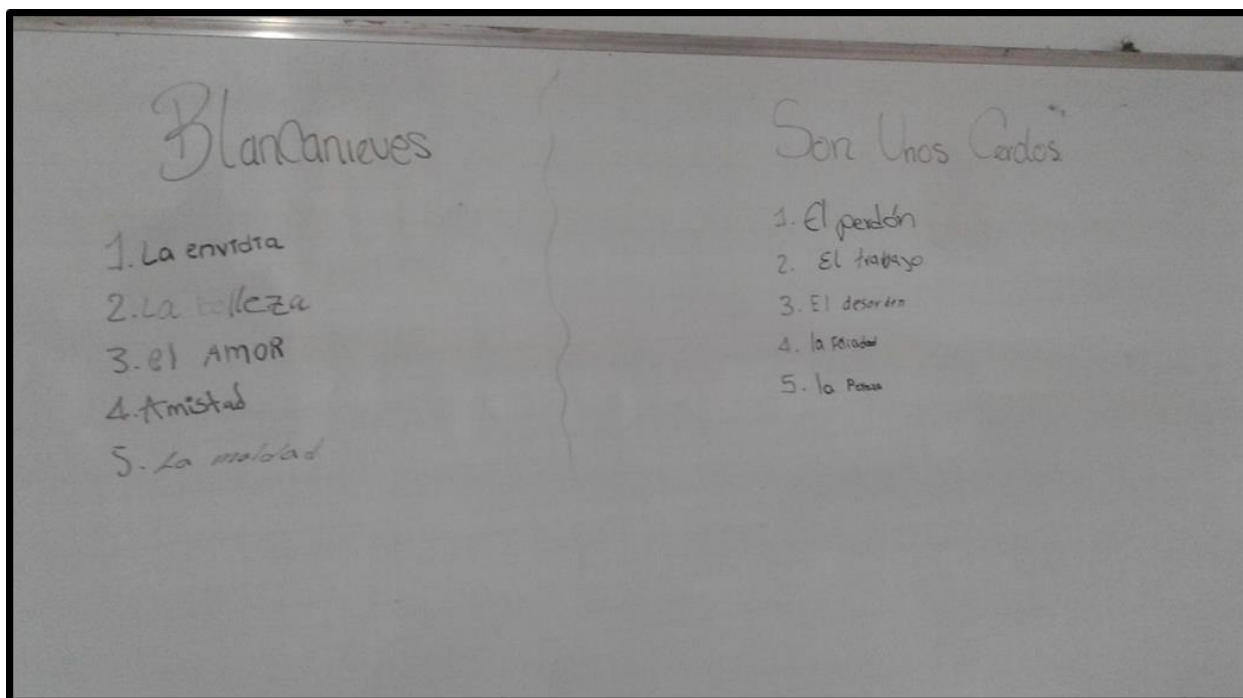 Blancanieves
1. La envidia
2. La belleza
3. el AMOR
4. Amistad
5. La maldad
Son Unos Cerdos"
1. El perdón
2. El trabajo
3. El desorden
4. la
5. la